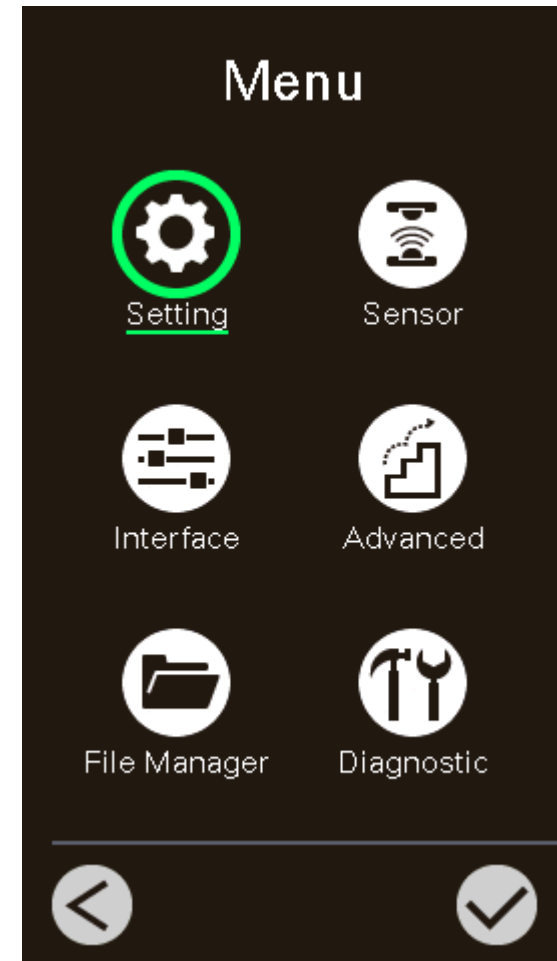 Menu
Setting
Sensor
Interface
Advanced
File Manager
Diagnostic